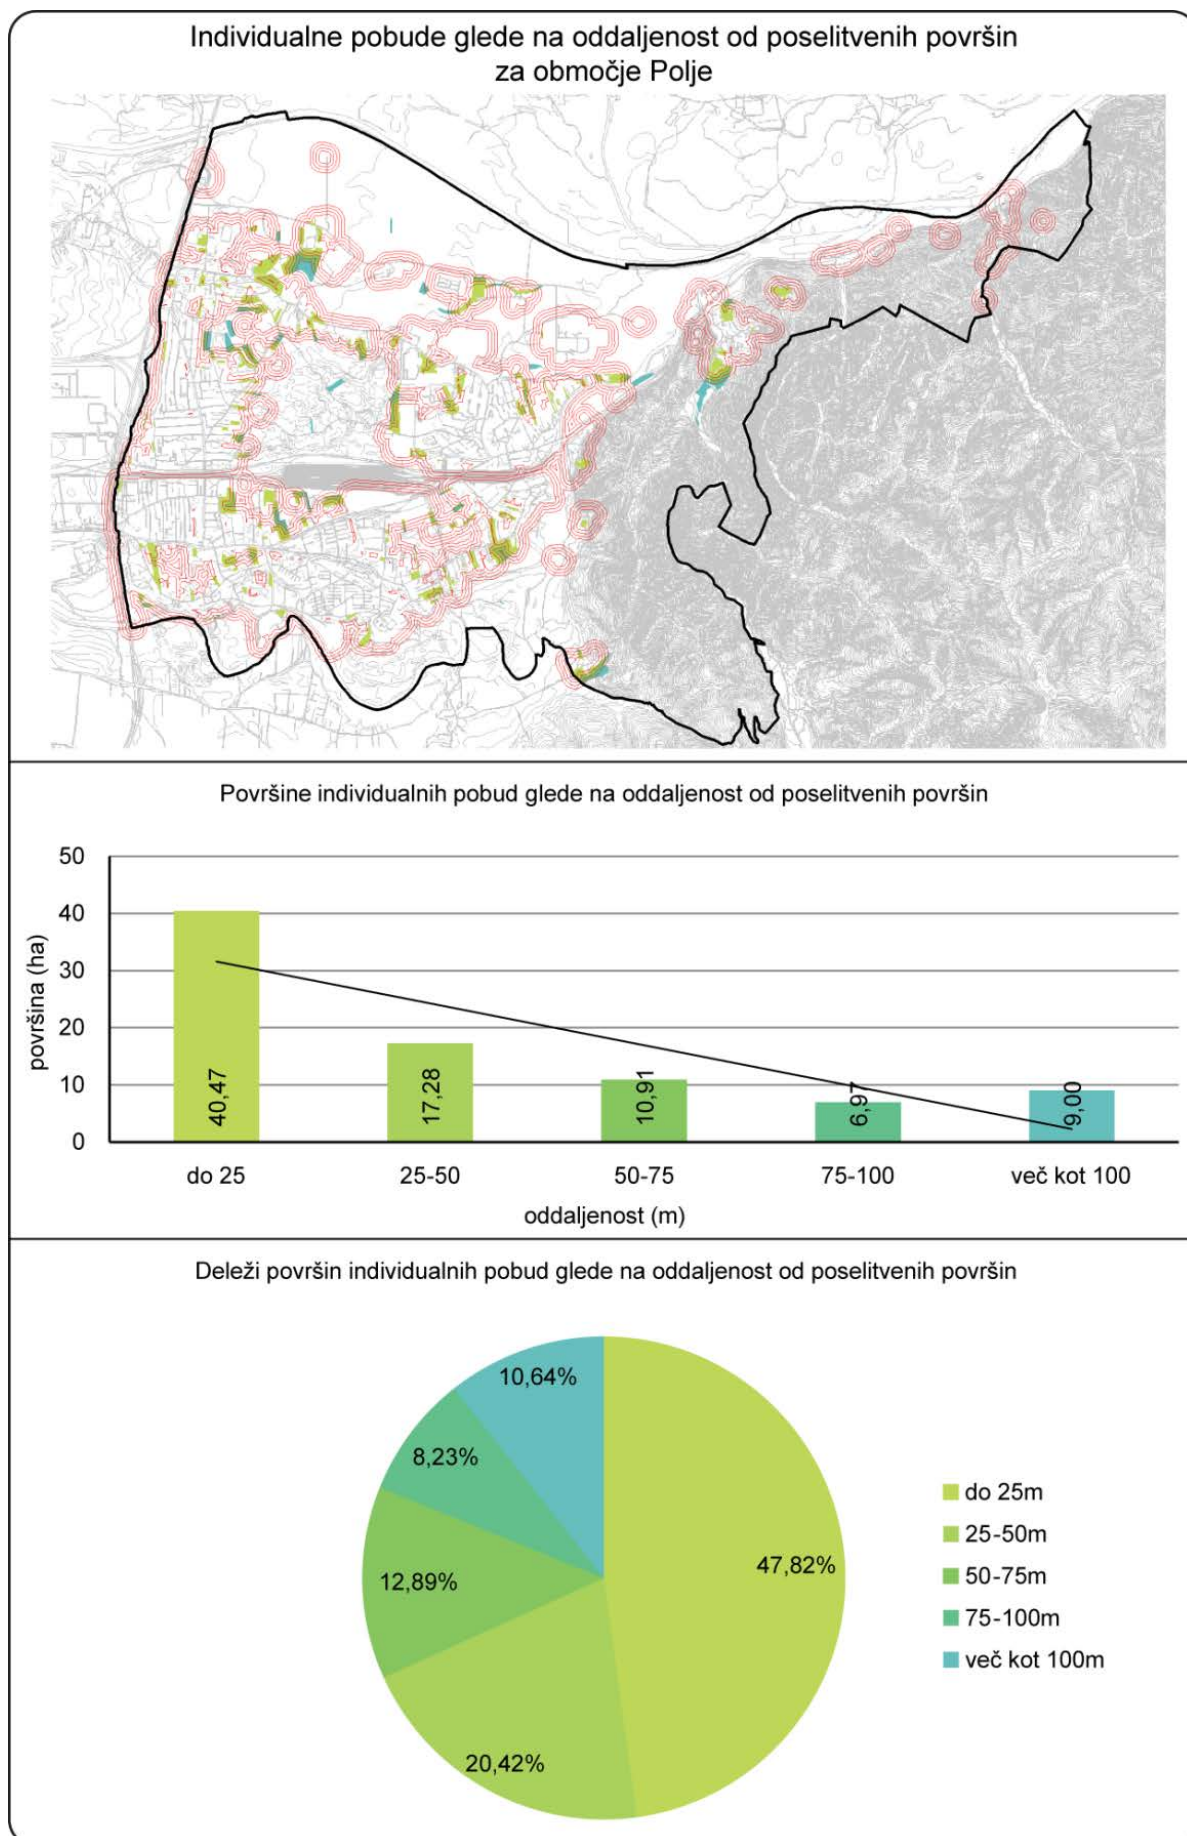 Individualne pobude glede na oddaljenost od poselitvenih površin
za območje Polje
Površine individualnih pobud glede na oddaljenost od poselitvenih površin
površina (ha)
50
40
30
20
10
0
40,47
17,28
10,91
6,97
9,00
do 25
25-50
50-75
75-100
več kot 100
oddaljenost (m)
Deleži površin individualnih pobud glede na oddaljenost od poselitvenih površin
10,64%
8,23%
12,89%
20,42%
47,82%
do 25m
25-50m
50-75m
75-100m
več kot 100m